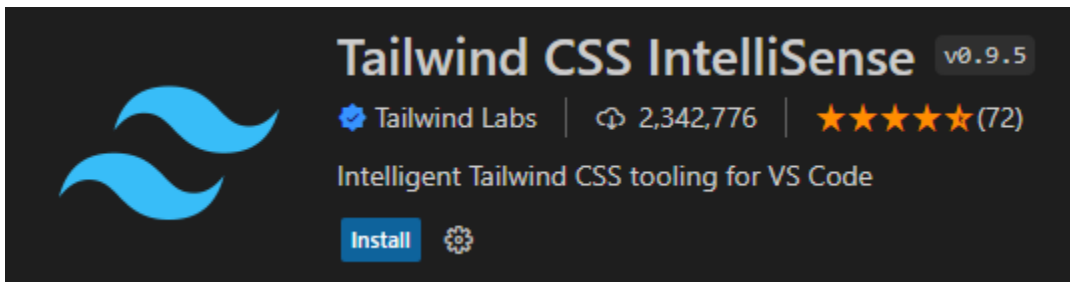 Tailwind CSS IntelliSense v0.9.5
Tailwind Labs 2,342,776 (72)
Intelligent Tailwind CSS tooling for VS Code
Install